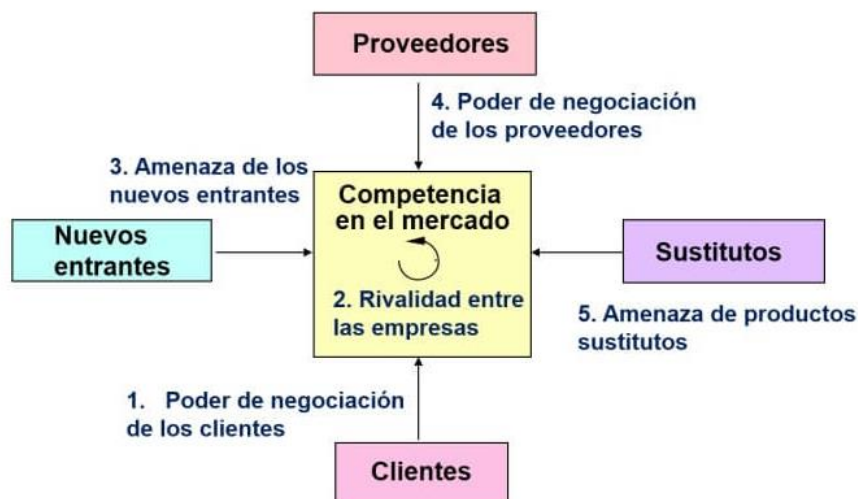 Proveedores
4. Poder de negociación
de los proveedores
3. Amenaza de los
nuevos entrantes
Competencia
en el mercado
Nuevos
entrantes
Sustitutos
2. Rivalidad entre
las empresas
5. Amenaza de productos
sustitutos
1. Poder de negociación
de los clientes
Clientes